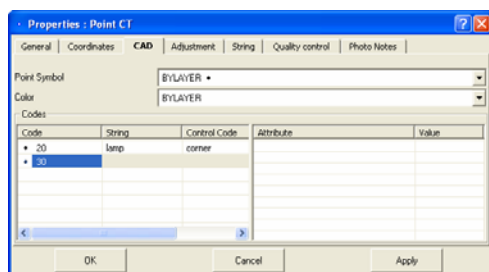 Properties : Point CT
General Coordinates CAD Adjustment String Quality control Photo Notes
Point Symbol BYLAYER
Color BYLAYER
Codes
Code String Control Code Attribute Value
20 lamp corner
30
OK Cancel Apply